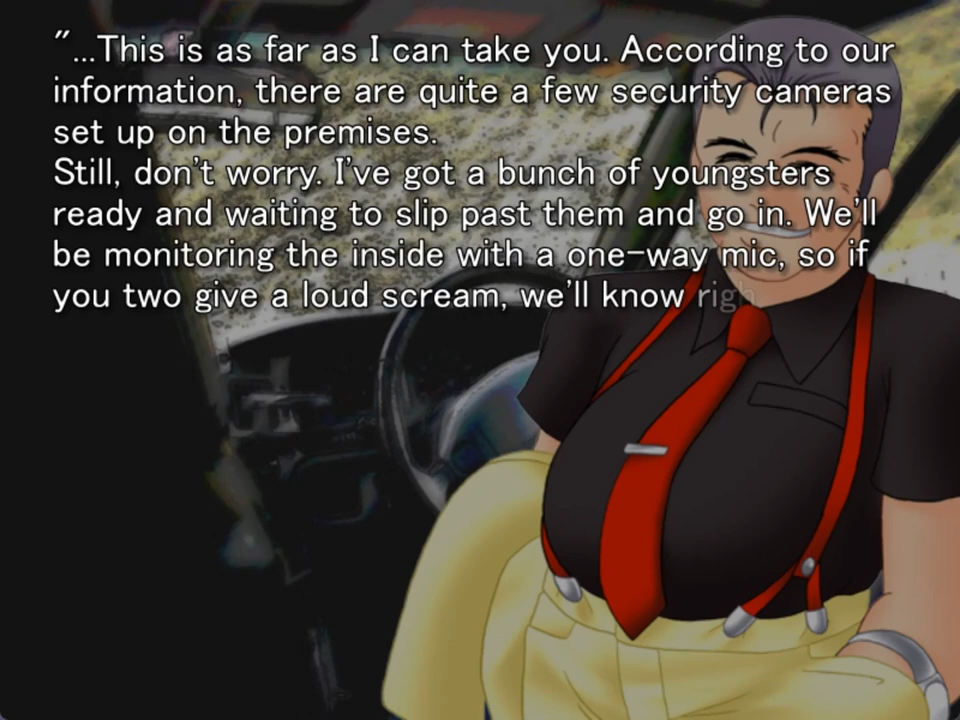 "...This is as far as I can take you. According to our
information, there are quite a few security cameras
set up on the premises.
Still, don't worry. I've got a bunch of youngsters
ready and waiting to slip past them and go in. We'll
be monitoring the inside with a one-way mic, so if
you two give a loud scream, we'll know righ